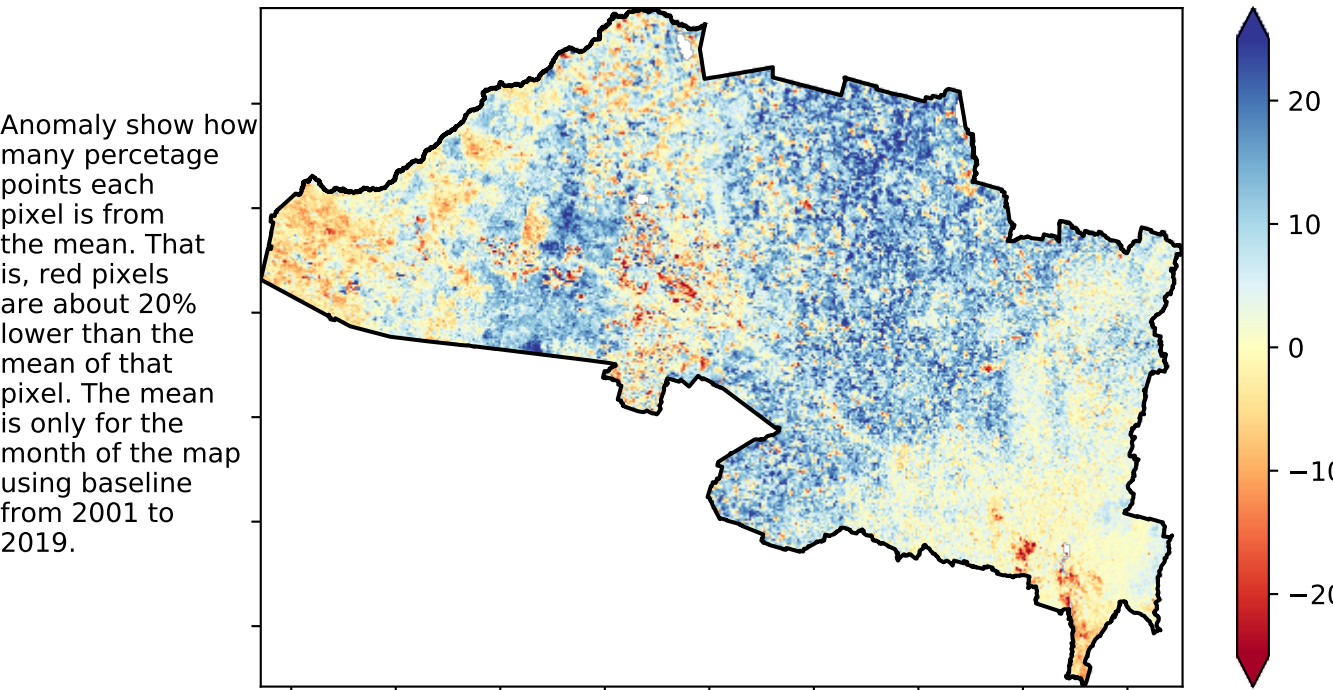 Anomaly show how
many percetage
points each
pixel is from
the mean. That
is, red pixels
are about 20%
lower than the
mean of that
pixel. The mean
is only for the
month of the map
using baseline
from 2001 to
2019.
20
10
0
−10
−20